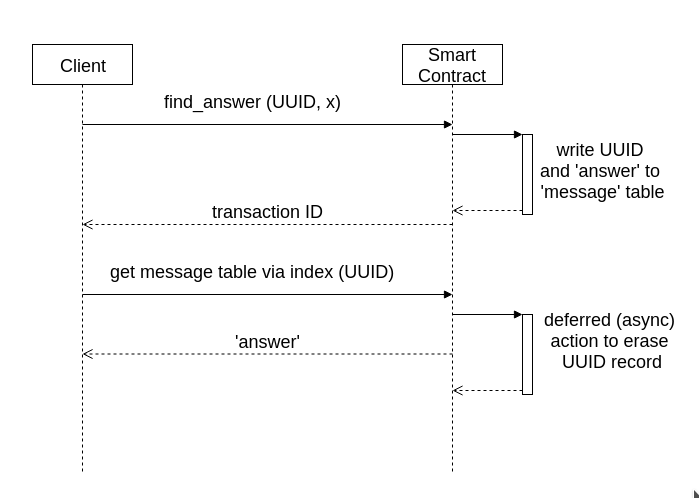 Client
Smart
Contract
find_answer (UUID, x)
write UUID
and 'answer' to
'message' table
transaction ID
get message table via index (UUID)
deferred (async)
action to erase
UUID record
'answer'